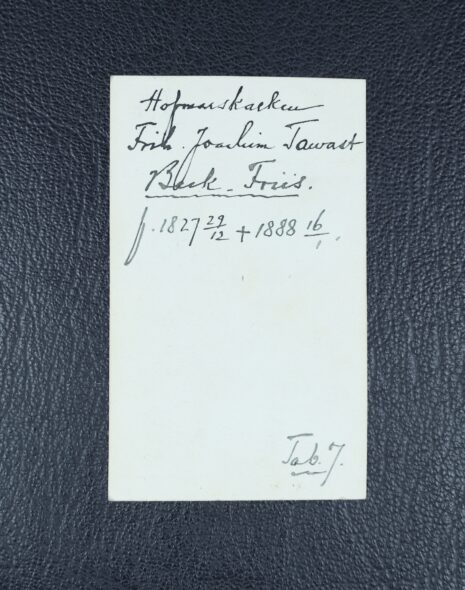 Hofmarskalken
Frih. Joachim Tawast
Beck-Friis.
f. 1827 29/12 + 1888 16/1.
Tab. 7.